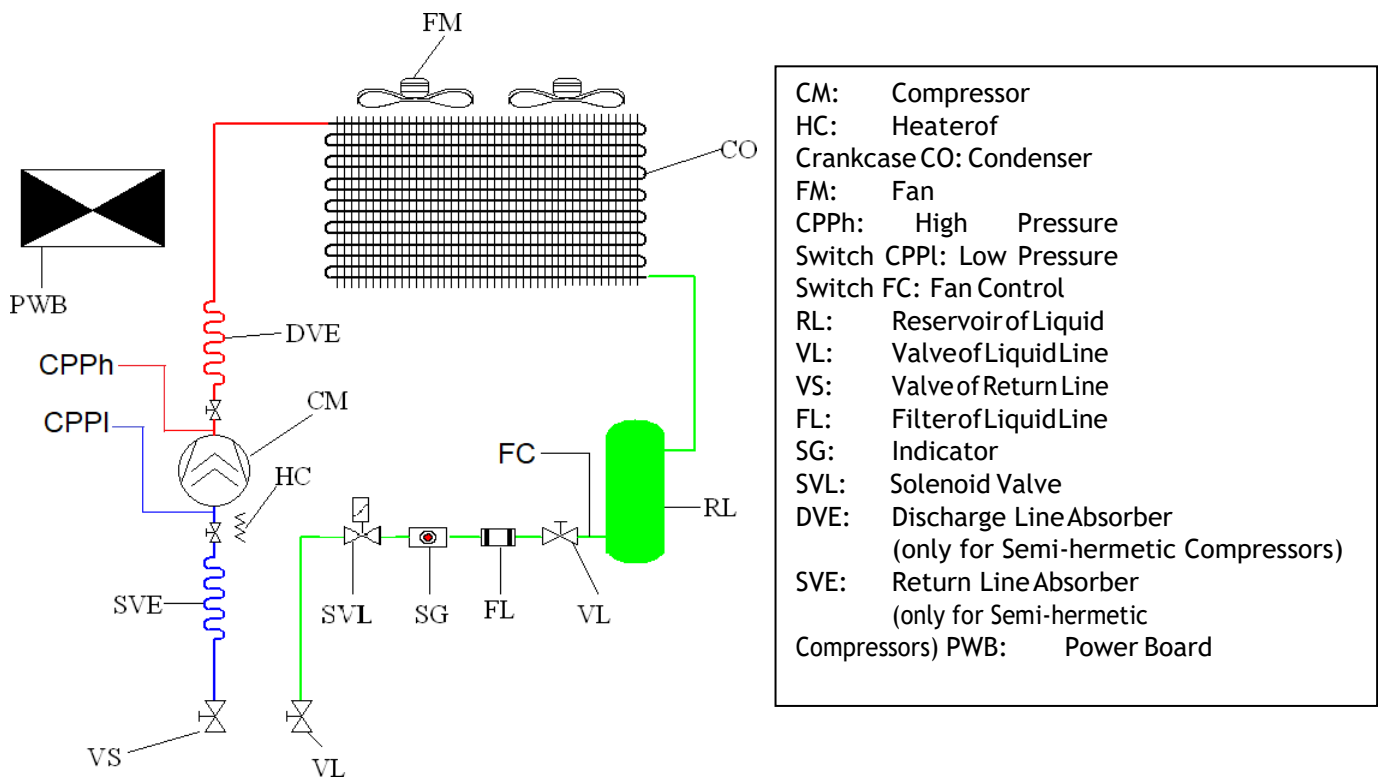 FM
CO
PWB
DVE
CPPh
CM
CPPl
HC
FC
RL
SVE
SVL
SG
FL
VL
VS
VL
CM: Compressor
HC: Heaterof
Crankcase CO: Condenser
FM: Fan
CPPh: High Pressure
Switch CPPl: Low Pressure
Switch FC: Fan Control
RL: Reservoir of Liquid
VL: Valve of Liquid Line
VS: Valve of Return Line
FL: Filter of Liquid Line
SG: Indicator
SVL: Solenoid Valve
DVE: Discharge Line Absorber
(only for Semi-hermetic Compressors)
SVE: Return Line Absorber
(only for Semi-hermetic
Compressors) PWB: Power Board